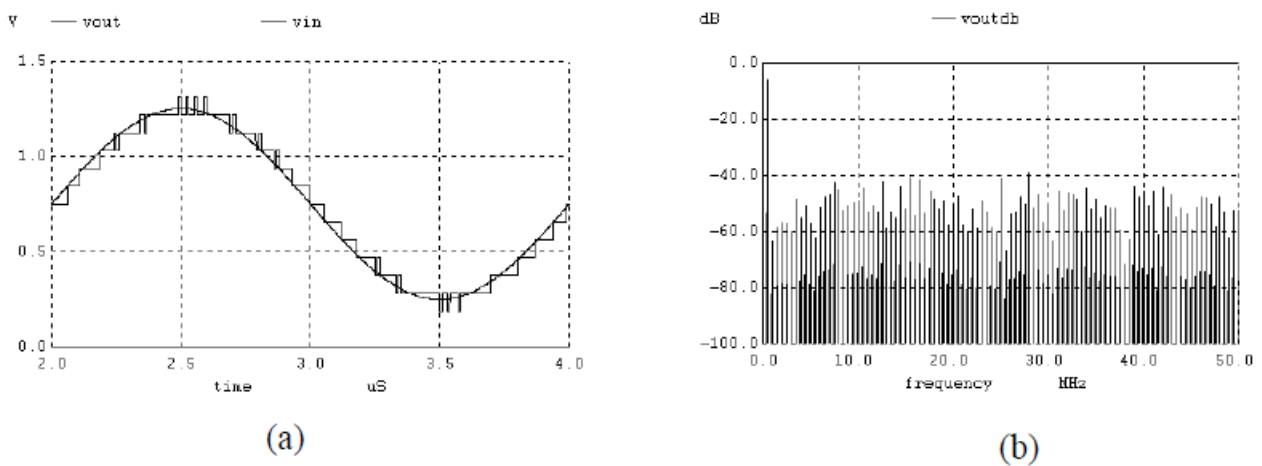 V — vout — vin
1.5
1.0
0.5
0.0
2.0 2.5 3.0 3.5 4.0
time uS
(a)
dB — voutdb
0.0
-20.0
-40.0
-60.0
-80.0
-100.0
0.0 10.0 20.0 30.0 40.0 50.0
frequency MHz
(b)